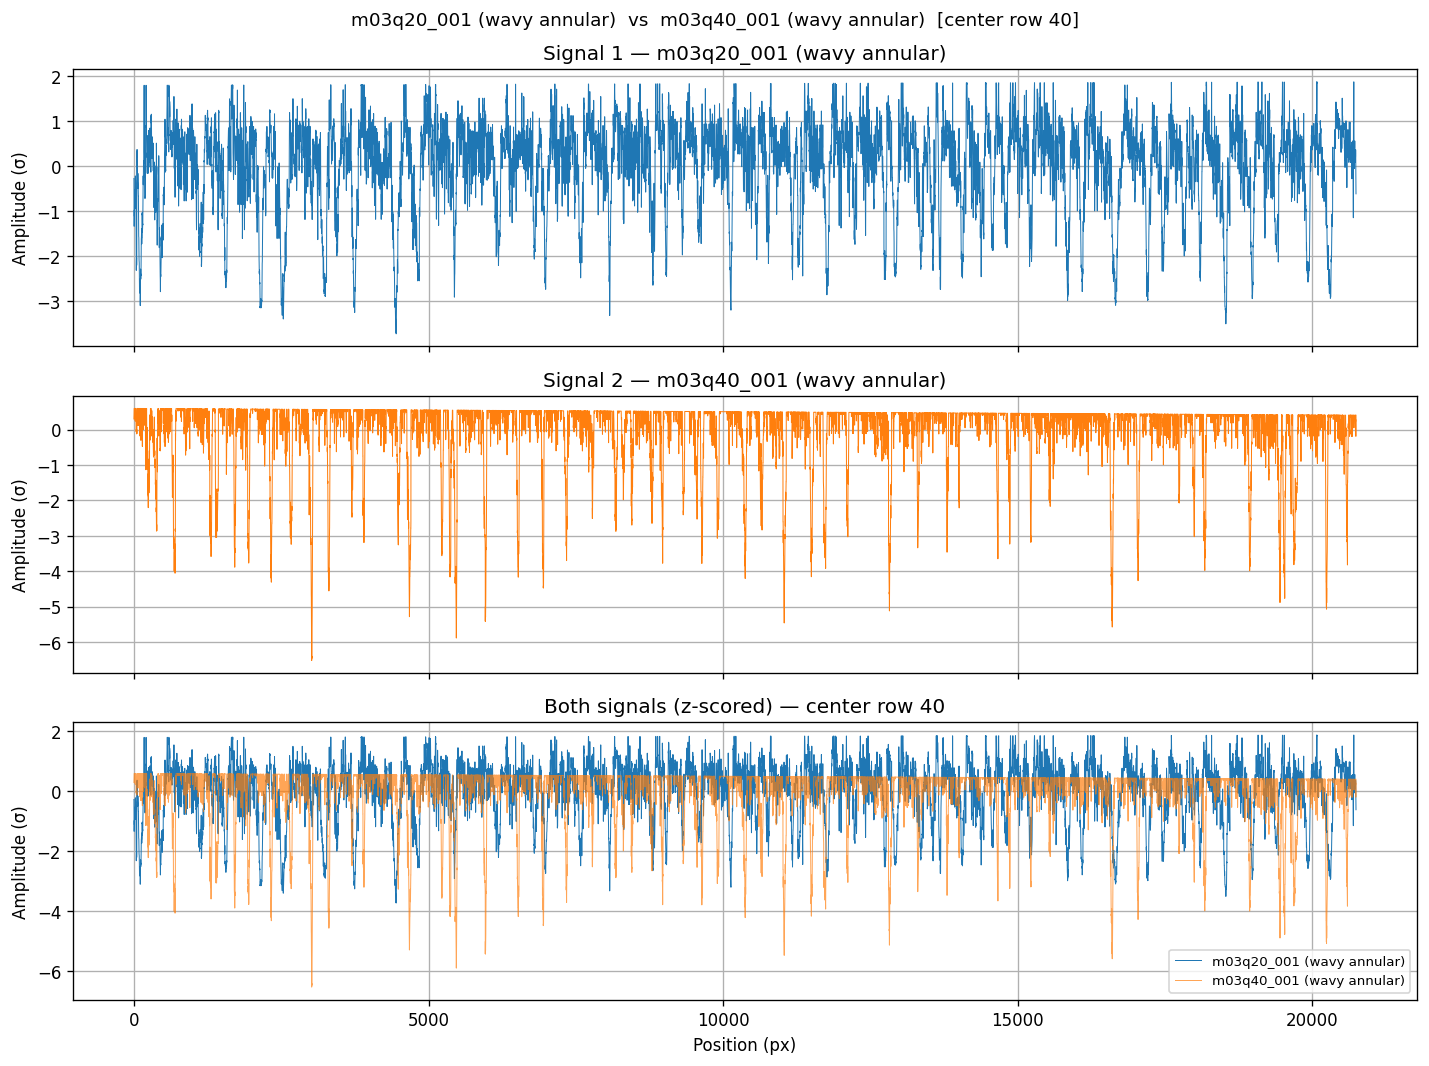 m03q20_001 (wavy annular)  vs  m03q40_001 (wavy annular)  [center row 40]
Signal 1 — m03q20_001 (wavy annular)
2
1
0
−1
−2
−3
Amplitude (σ)
Signal 2 — m03q40_001 (wavy annular)
0
−1
−2
−3
−4
−5
−6
Amplitude (σ)
Both signals (z-scored) — center row 40
2
0
−2
−4
−6
Amplitude (σ)
m03q20_001 (wavy annular)
m03q40_001 (wavy annular)
0 5000 10000 15000 20000
Position (px)